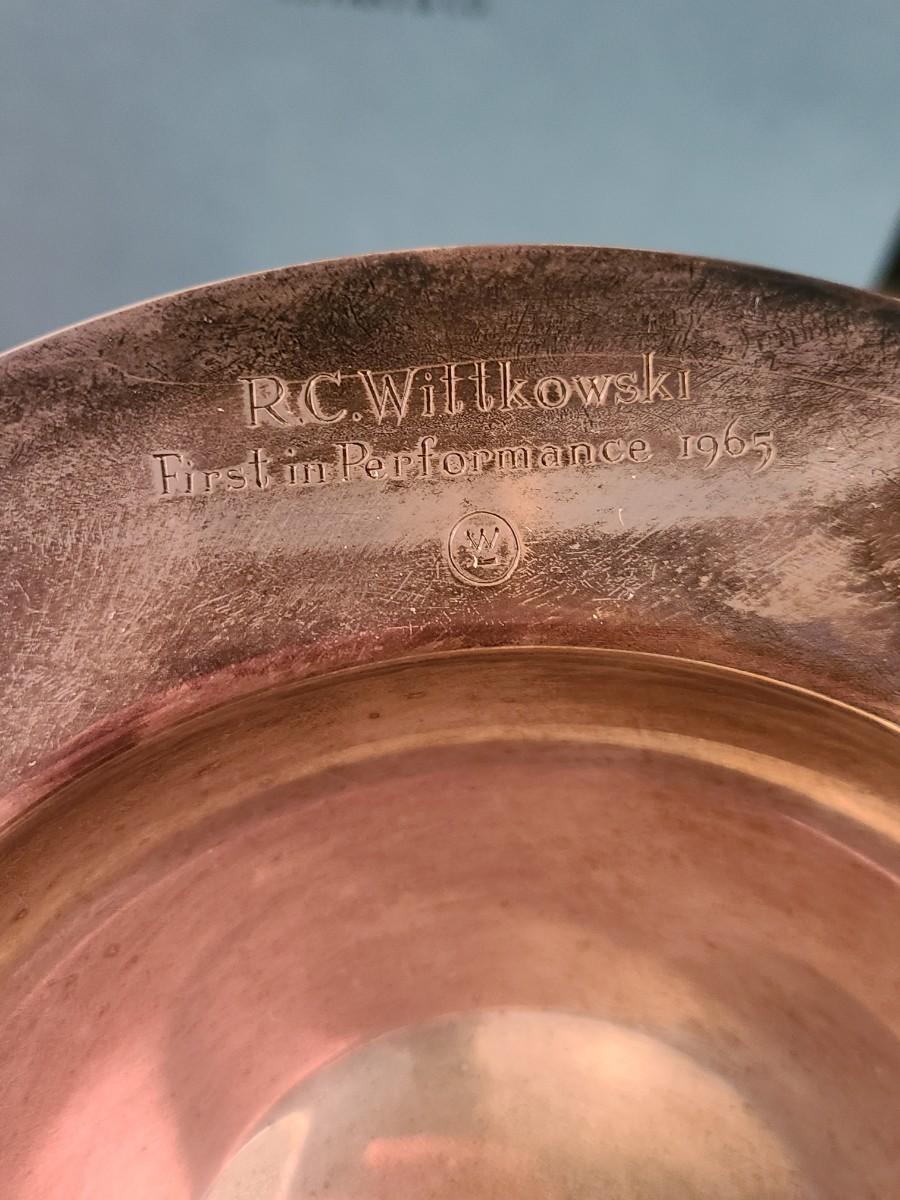 R.C. Wittkowski
First in Performance 1965
W